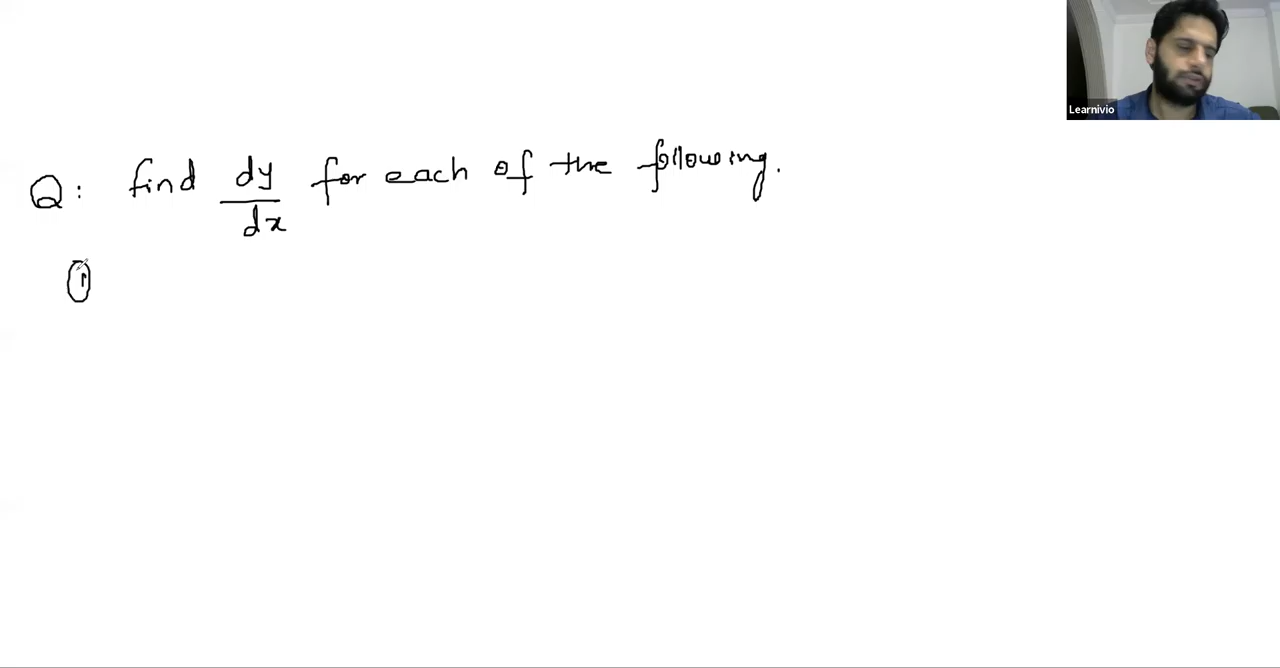 Learnivio
Q: find dy/dx for each of the following.
①